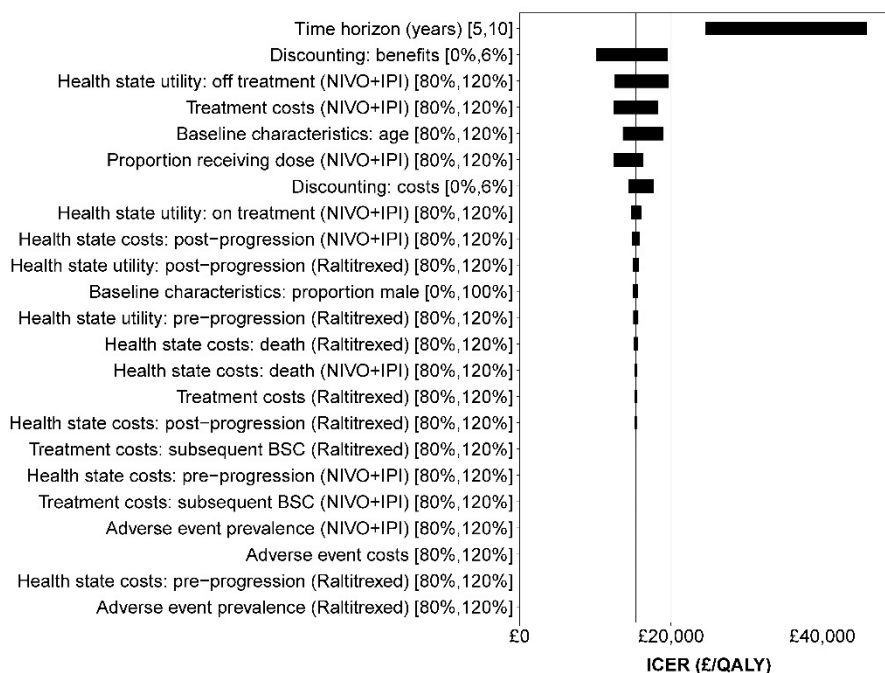 Time horizon (years) [5,10]
Discounting: benefits [0%,6%]
Health state utility: off treatment (NIVO+IPI) [80%,120%]
Treatment costs (NIVO+IPI) [80%,120%]
Baseline characteristics: age [80%,120%]
Proportion receiving dose (NIVO+IPI) [80%,120%]
Discounting: costs [0%,6%]
Health state utility: on treatment (NIVO+IPI) [80%,120%]
Health state costs: post−progression (NIVO+IPI) [80%,120%]
Health state utility: post−progression (Raltitrexed) [80%,120%]
Baseline characteristics: proportion male [0%,100%]
Health state utility: pre−progression (Raltitrexed) [80%,120%]
Health state costs: death (Raltitrexed) [80%,120%]
Health state costs: death (NIVO+IPI) [80%,120%]
Treatment costs (Raltitrexed) [80%,120%]
Health state costs: post−progression (Raltitrexed) [80%,120%]
Treatment costs: subsequent BSC (Raltitrexed) [80%,120%]
Health state costs: pre−progression (NIVO+IPI) [80%,120%]
Treatment costs: subsequent BSC (NIVO+IPI) [80%,120%]
Adverse event prevalence (NIVO+IPI) [80%,120%]
Adverse event costs [80%,120%]
Health state costs: pre−progression (Raltitrexed) [80%,120%]
Adverse event prevalence (Raltitrexed) [80%,120%]
£0 £20,000 £40,000
ICER (£/QALY)